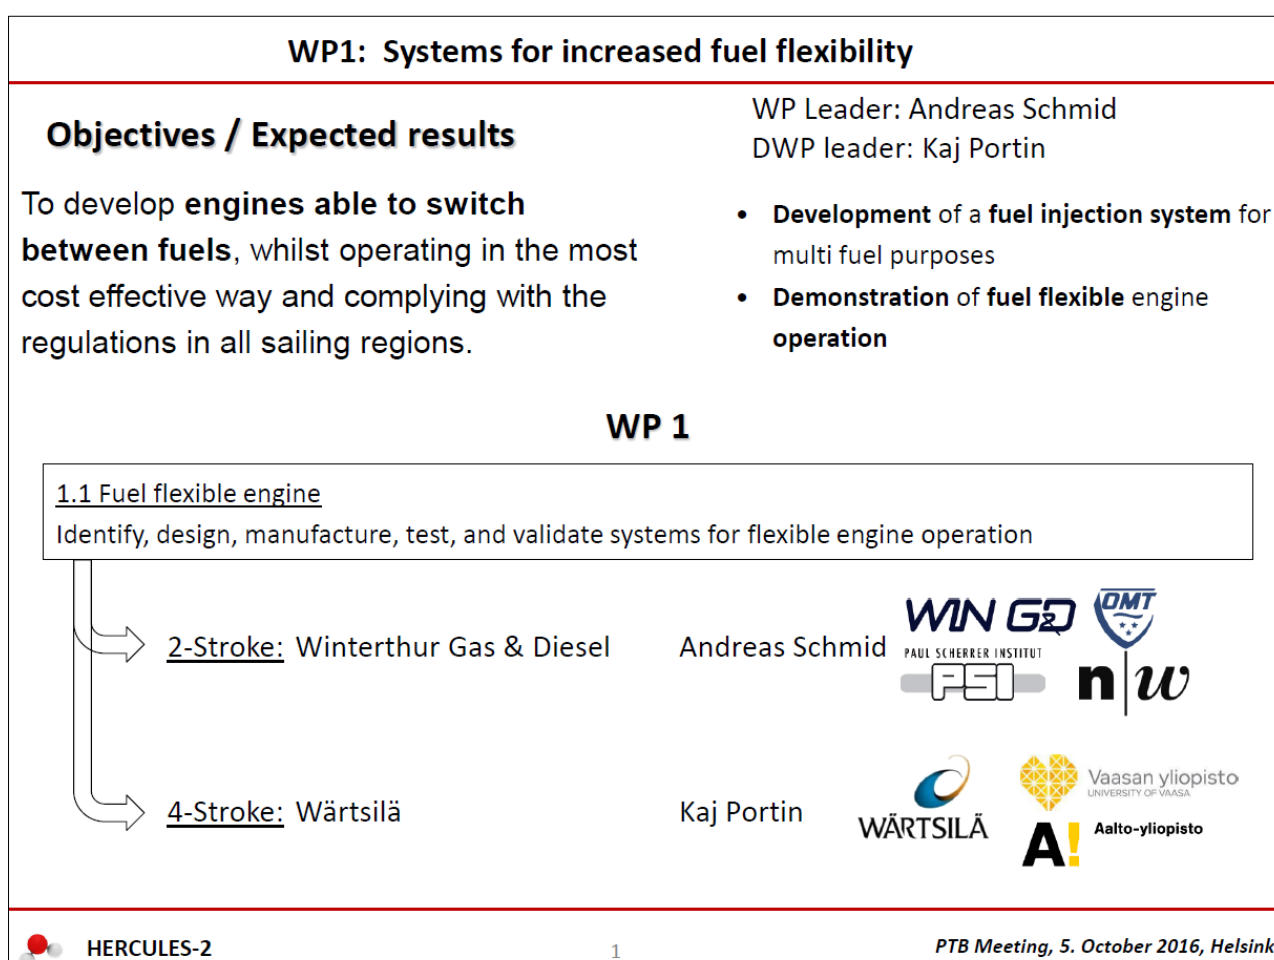 WP1: Systems for increased fuel flexibility
Objectives / Expected results
To develop engines able to switch
between fuels, whilst operating in the most
cost effective way and complying with the
regulations in all sailing regions.
WP Leader: Andreas Schmid
DWP leader: Kaj Portin
• Development of a fuel injection system for
multi fuel purposes
• Demonstration of fuel flexible engine
operation
WP 1
1.1 Fuel flexible engine
Identify, design, manufacture, test, and validate systems for flexible engine operation
2-Stroke: Winterthur Gas & Diesel
Andreas Schmid
WIN GD
OMT
PAUL SCHERRER INSTITUT
PSI
n|w
4-Stroke: Wärtsilä
Kaj Portin
WÄRTSILÄ
Vaasan yliopisto
UNIVERSITY OF VAASA
A!
Aalto-yliopisto
HERCULES-2
1
PTB Meeting, 5. October 2016, Helsink